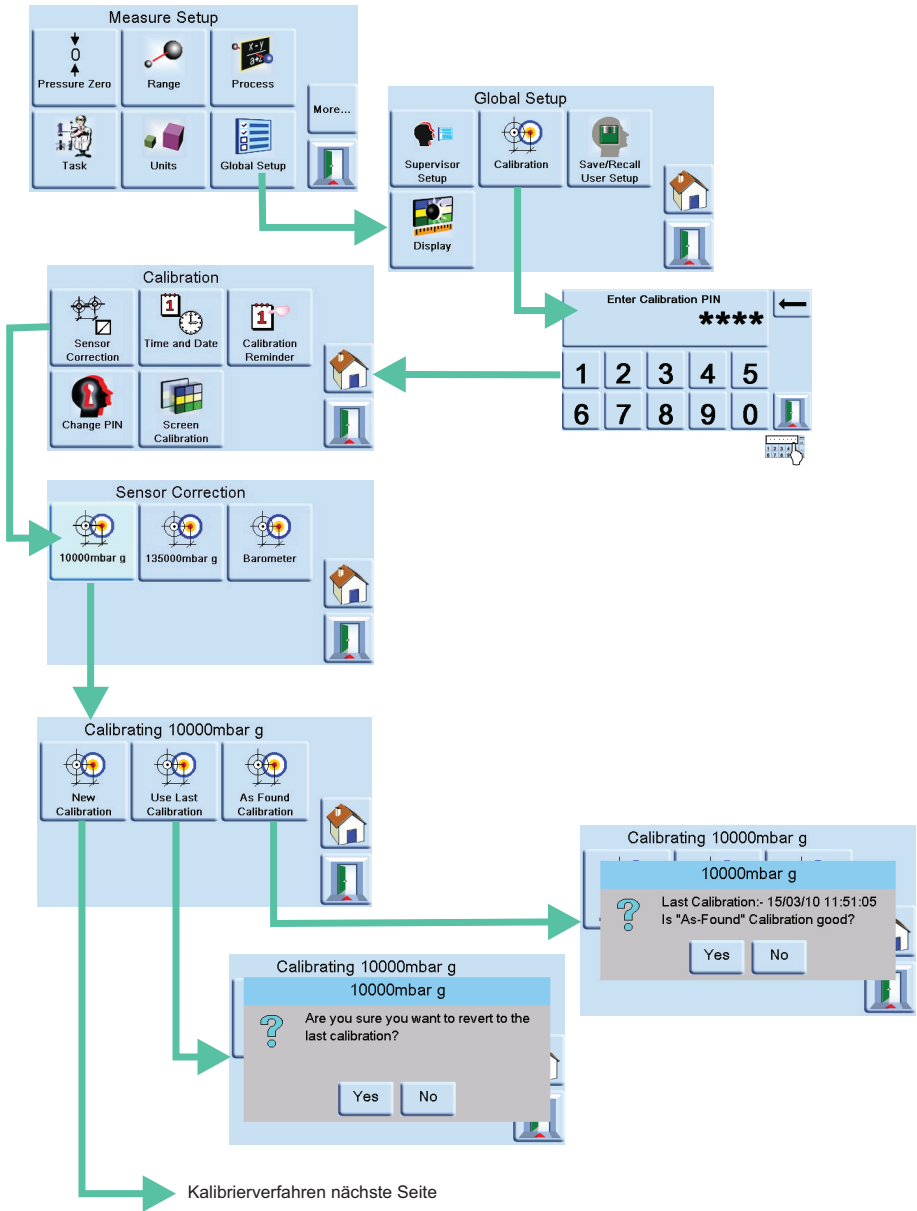 Measure Setup
0
Pressure Zero
Range
x-y
a+z
Process
More...
Task
Units
Global Setup
Global Setup
Supervisor
Setup
Calibration
Save/Recall
User Setup
Display
Enter Calibration PIN
****
1 2 3 4 5
6 7 8 9 0
Calibration
Sensor
Correction
1
Time and Date
1
Calibration
Reminder
Change PIN
Screen
Calibration
Sensor Correction
10000mbar g
135000mbar g
Barometer
Calibrating 10000mbar g
New
Calibration
Use Last
Calibration
As Found
Calibration
Calibrating 10000mbar g
10000mbar g
?
Last Calibration:- 15/03/10 11:51:05
Is "As-Found" Calibration good?
Yes No
Calibrating 10000mbar g
10000mbar g
?
Are you sure you want to revert to the
last calibration?
Yes No
Kalibrierverfahren nächste Seite